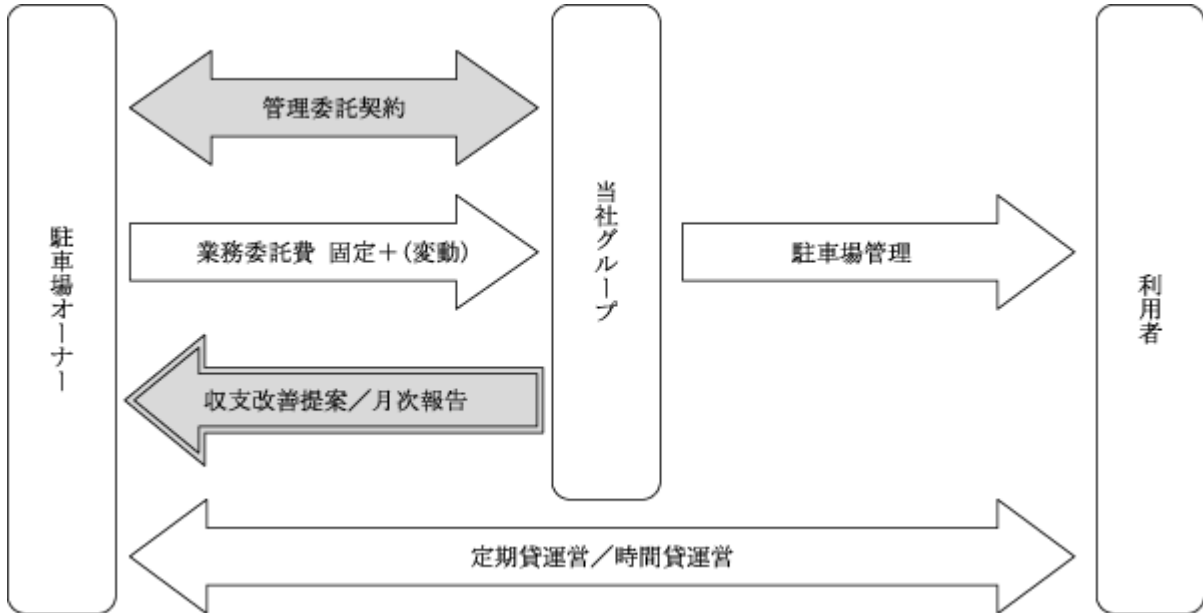 駐車場オーナー
管理委託契約
業務委託費 固定＋(変動)
収支改善提案／月次報告
当社グループ
駐車場管理
利用者
定期貸運営／時間貸運営